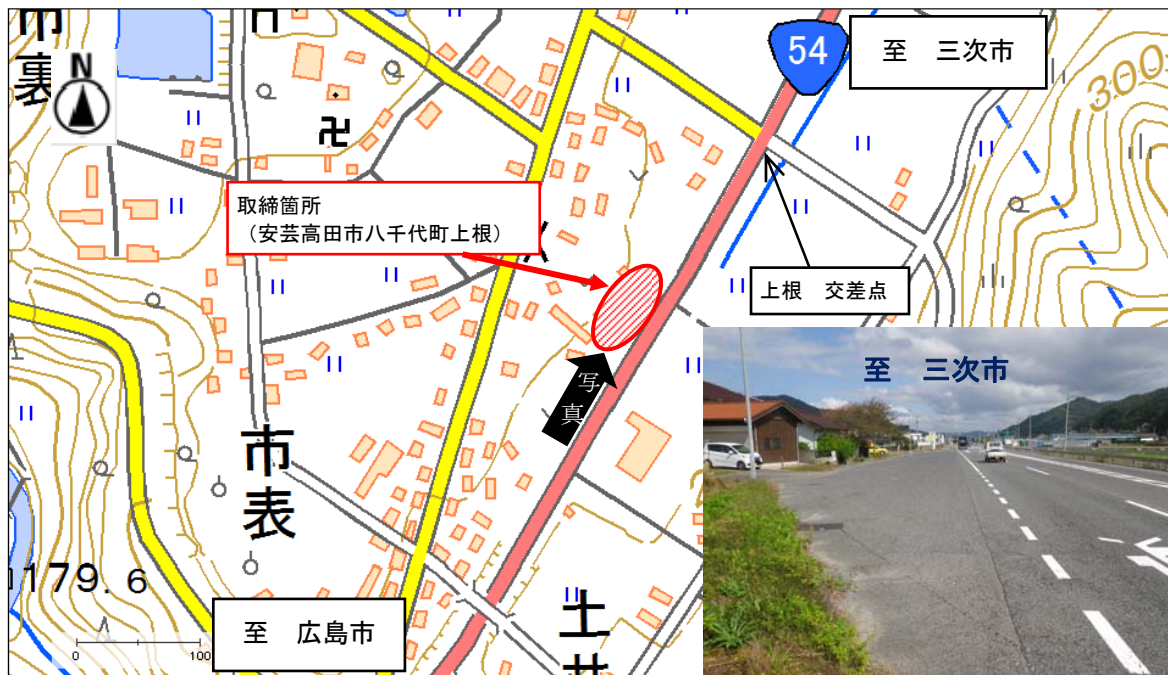 市裏
N
54
至 三次市
300
取締箇所
（安芸高田市八千代町上根）
上根 交差点
至 三次市
写真
市表
179.6
土井
至 広島市
0 100